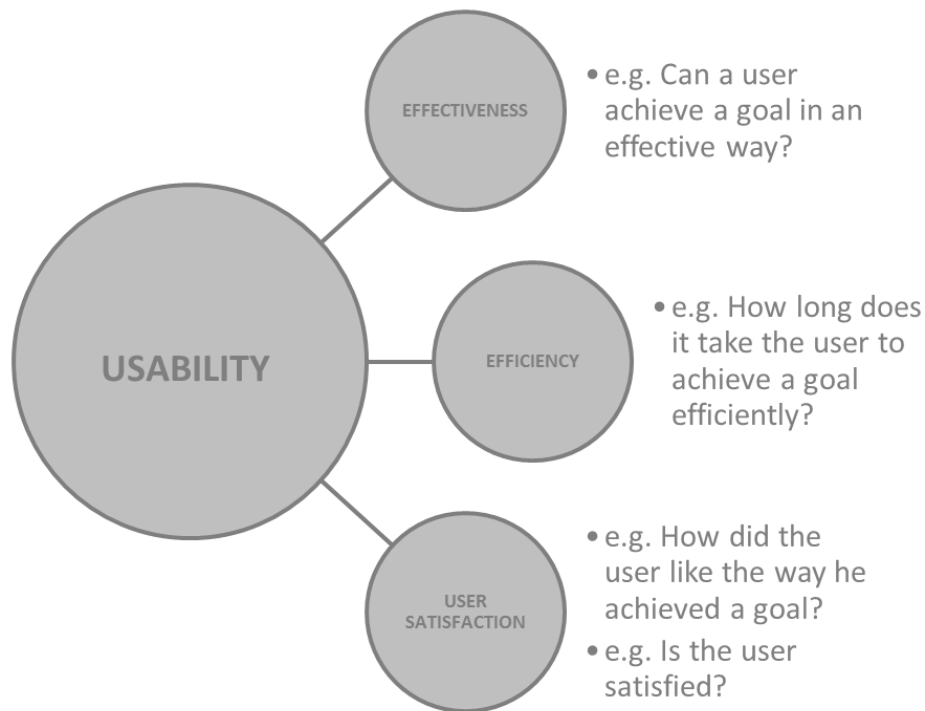 USABILITY
EFFECTIVENESS
• e.g. Can a user
achieve a goal in an
effective way?
EFFICIENCY
• e.g. How long does
it take the user to
achieve a goal
efficiently?
USER
SATISFACTION
• e.g. How did the
user like the way he
achieved a goal?
• e.g. Is the user
satisfied?